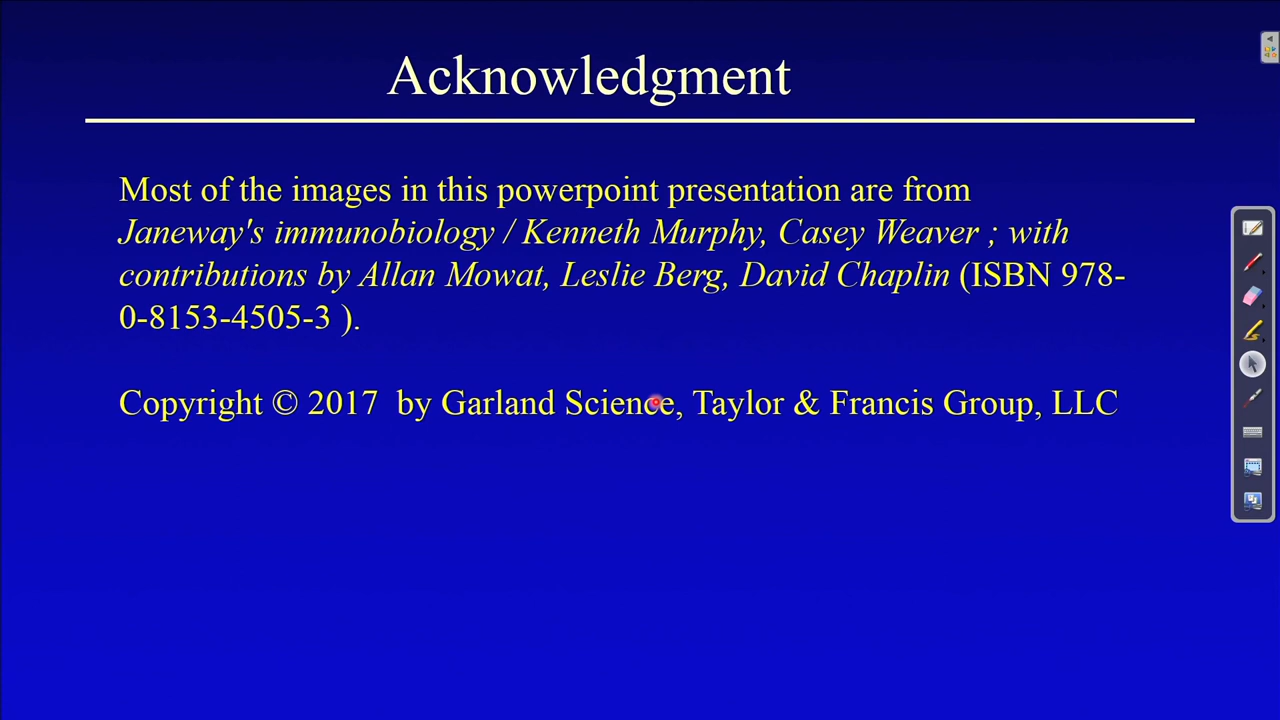 Acknowledgment
Most of the images in this powerpoint presentation are from
Janeway's immunobiology / Kenneth Murphy, Casey Weaver ; with
contributions by Allan Mowat, Leslie Berg, David Chaplin (ISBN 978-
0-8153-4505-3 ).
Copyright © 2017  by Garland Science, Taylor & Francis Group, LLC